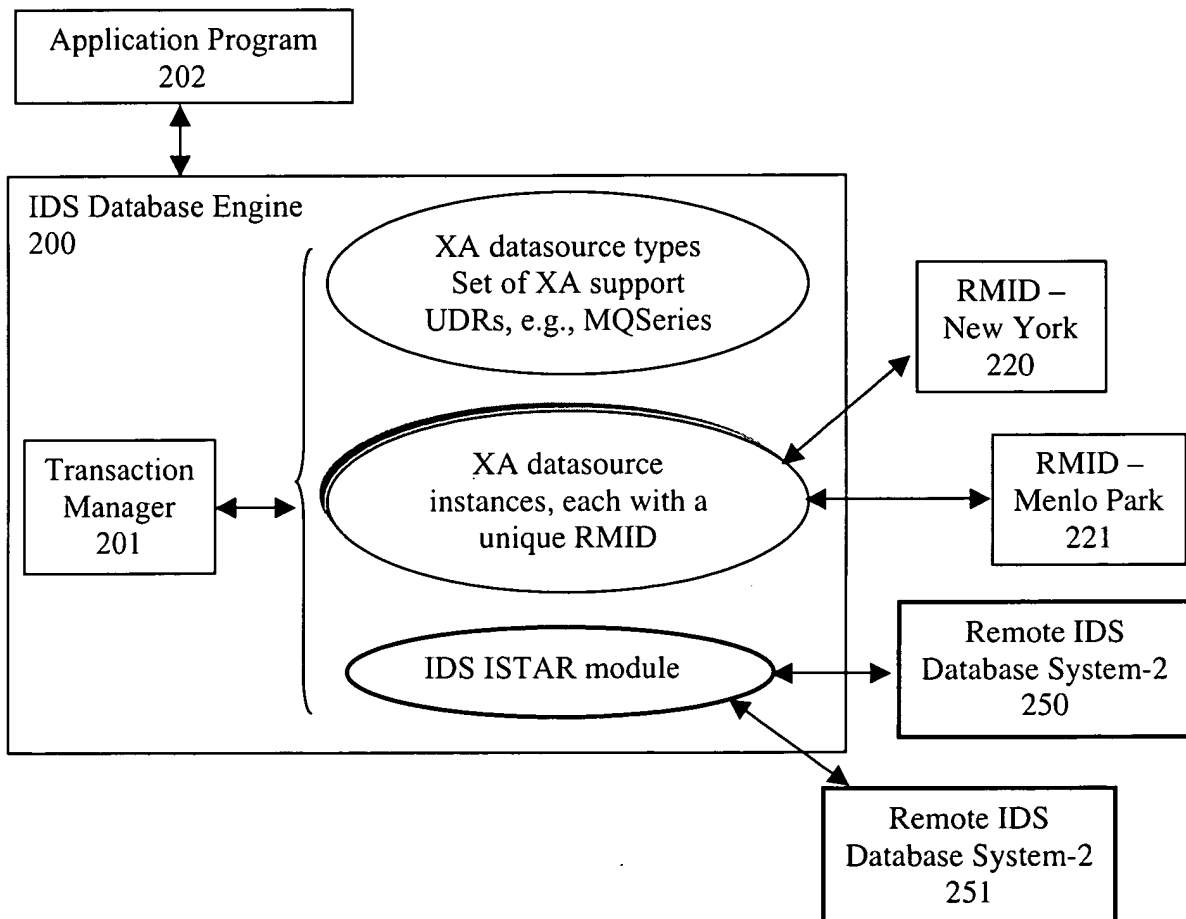 Application Program
202
IDS Database Engine
200
XA datasource types
Set of XA support
UDRs, e.g., MQSeries
RMID –
New York
220
Transaction
Manager
201
XA datasource
instances, each with a
unique RMID
RMID –
Menlo Park
221
IDS ISTAR module
Remote IDS
Database System-2
250
Remote IDS
Database System-2
251